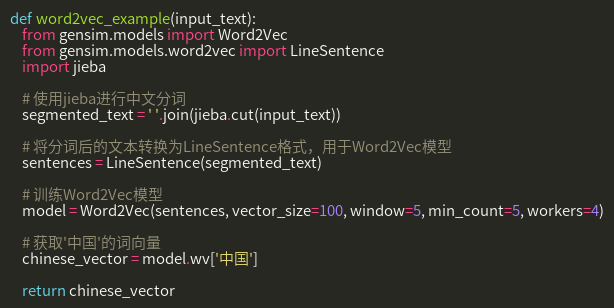 def word2vec_example(input_text):
    from gensim.models import Word2Vec
    from gensim.models.word2vec import LineSentence
    import jieba
    # 使用jieba进行中文分词
    segmented_text = ' '.join(jieba.cut(input_text))
    # 将分词后的文本转换为LineSentence格式，用于Word2Vec模型
    sentences = LineSentence(segmented_text)
    # 训练Word2Vec模型
    model = Word2Vec(sentences, vector_size=100, window=5, min_count=5, workers=4)
    # 获取'中国'的词向量
    chinese_vector = model.wv['中国']
    return chinese_vector